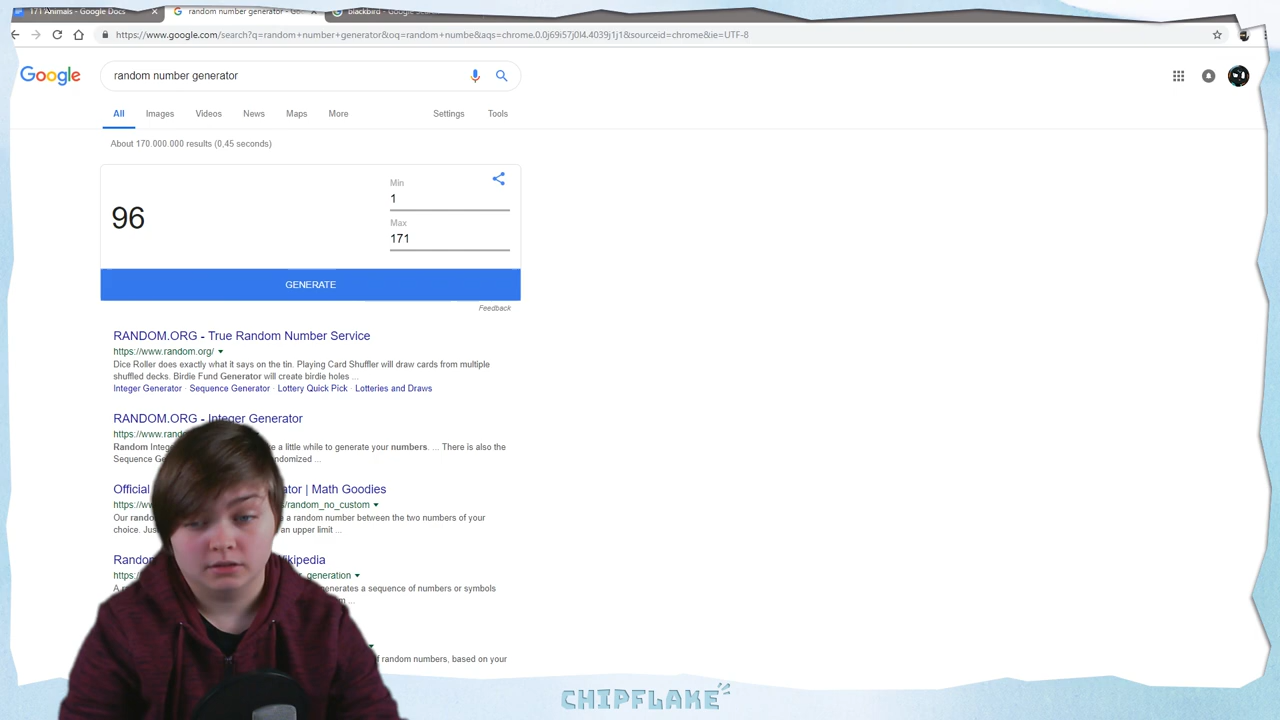 171 Animals - Google Docs
random number generator - Goo
blackbird - Google Sear
https://www.google.com/search?q=random+number+generator&oq=random+numbe&aqs=chrome.0.0j69i57j0l4.4039j1j1&sourceid=chrome&ie=UTF-8
Google
random number generator
All Images Videos News Maps More Settings Tools
About 170.000.000 results (0,45 seconds)
Min
1
96
Max
171
GENERATE
Feedback
RANDOM.ORG - True Random Number Service
https://www.random.org/
Dice Roller does exactly what it says on the tin. Playing Card Shuffler will draw cards from multiple
shuffled decks. Birdie Fund Generator will create birdie holes ...
Integer Generator · Sequence Generator · Lottery Quick Pick · Lotteries and Draws
RANDOM.ORG - Integer Generator
https://www.rand
Random Integ e a little while to generate your numbers. ... There is also the
Sequence Ge ndomized ...
Official ator | Math Goodies
https://w s/random_no_custom
Our rando e a random number between the two numbers of your
choice. Jus an upper limit ...
Random ikipedia
https:/ _generation
A enerates a sequence of numbers or symbols
m ...
f random numbers, based on your
CHIPFLAKE